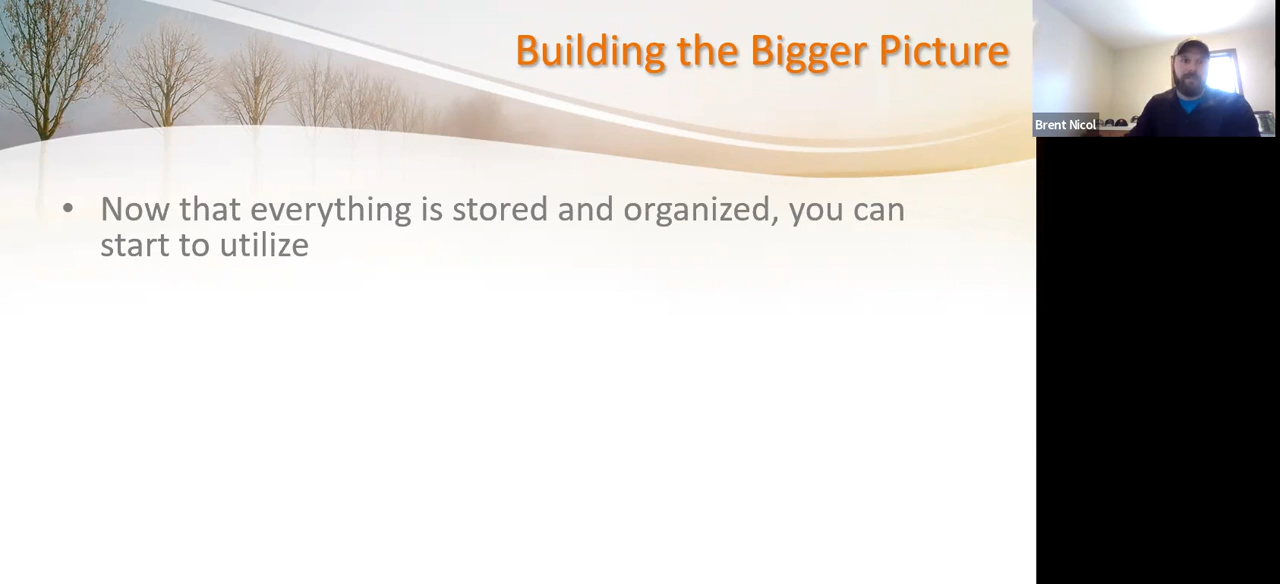 Building the Bigger Picture
Brent Nicol
• Now that everything is stored and organized, you can
start to utilize